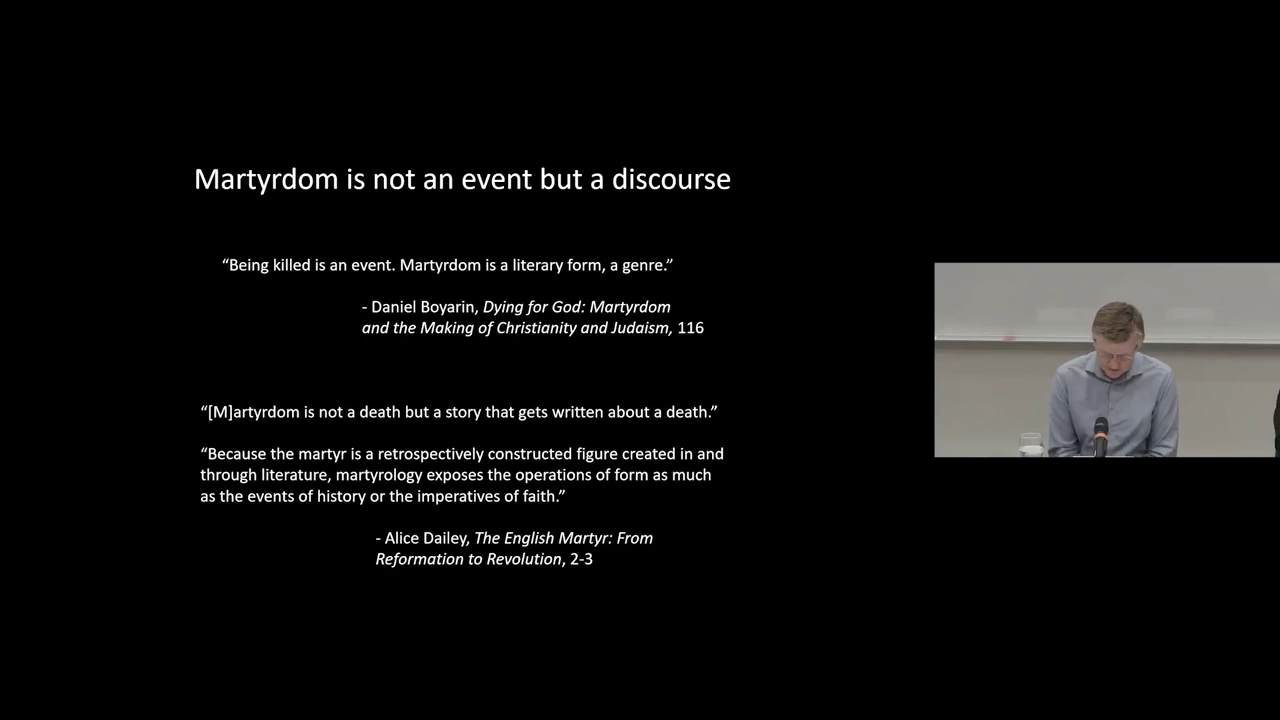 Martyrdom is not an event but a discourse
“Being killed is an event. Martyrdom is a literary form, a genre.”
- Daniel Boyarin, Dying for God: Martyrdom
and the Making of Christianity and Judaism, 116
“[M]artyrdom is not a death but a story that gets written about a death.”
“Because the martyr is a retrospectively constructed figure created in and
through literature, martyrology exposes the operations of form as much
as the events of history or the imperatives of faith.”
- Alice Dailey, The English Martyr: From
Reformation to Revolution, 2-3